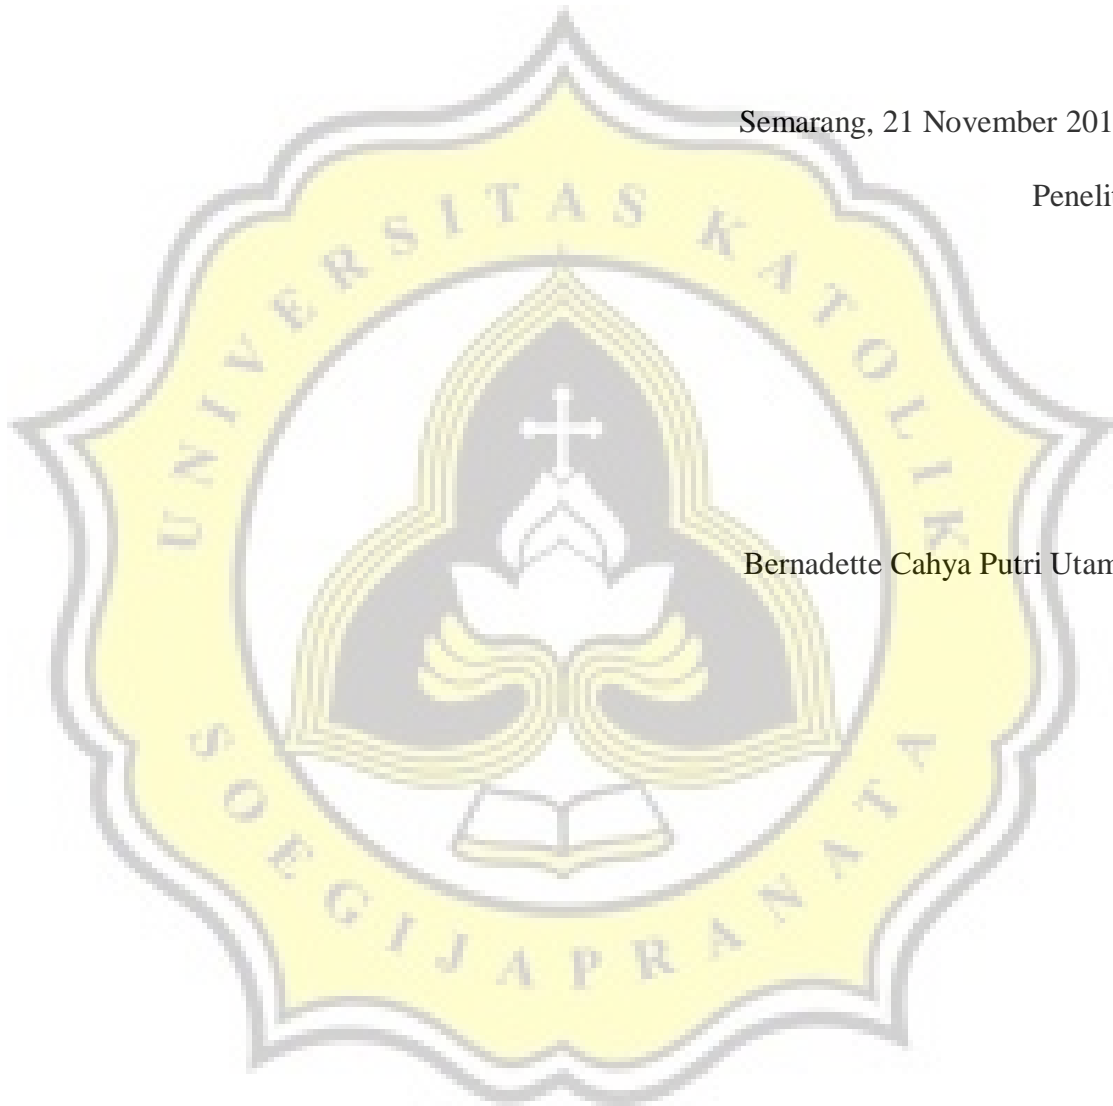 Semarang, 21 November 201
Penelit
UNIVERSITAS KATOLIK
Bernadette Cahya Putri Utam
SOEGIJAPRANATA